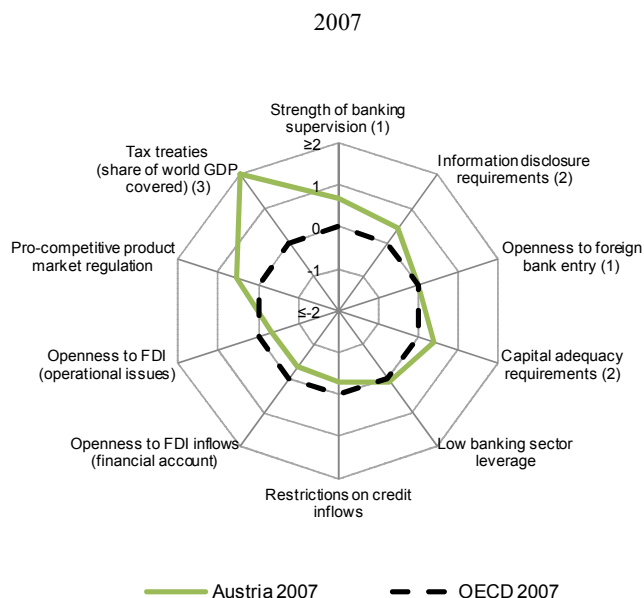 2007
Strength of banking
supervision (1)
Information disclosure
requirements (2)
Openness to foreign
bank entry (1)
Capital adequacy
requirements (2)
Low banking sector
leverage
Restrictions on credit
inflows
Openness to FDI inflows
(financial account)
Openness to FDI
(operational issues)
Pro-competitive product
market regulation
Tax treaties
(share of world GDP
covered) (3)
≥2
1
0
-1
≤-2
Austria 2007
OECD 2007